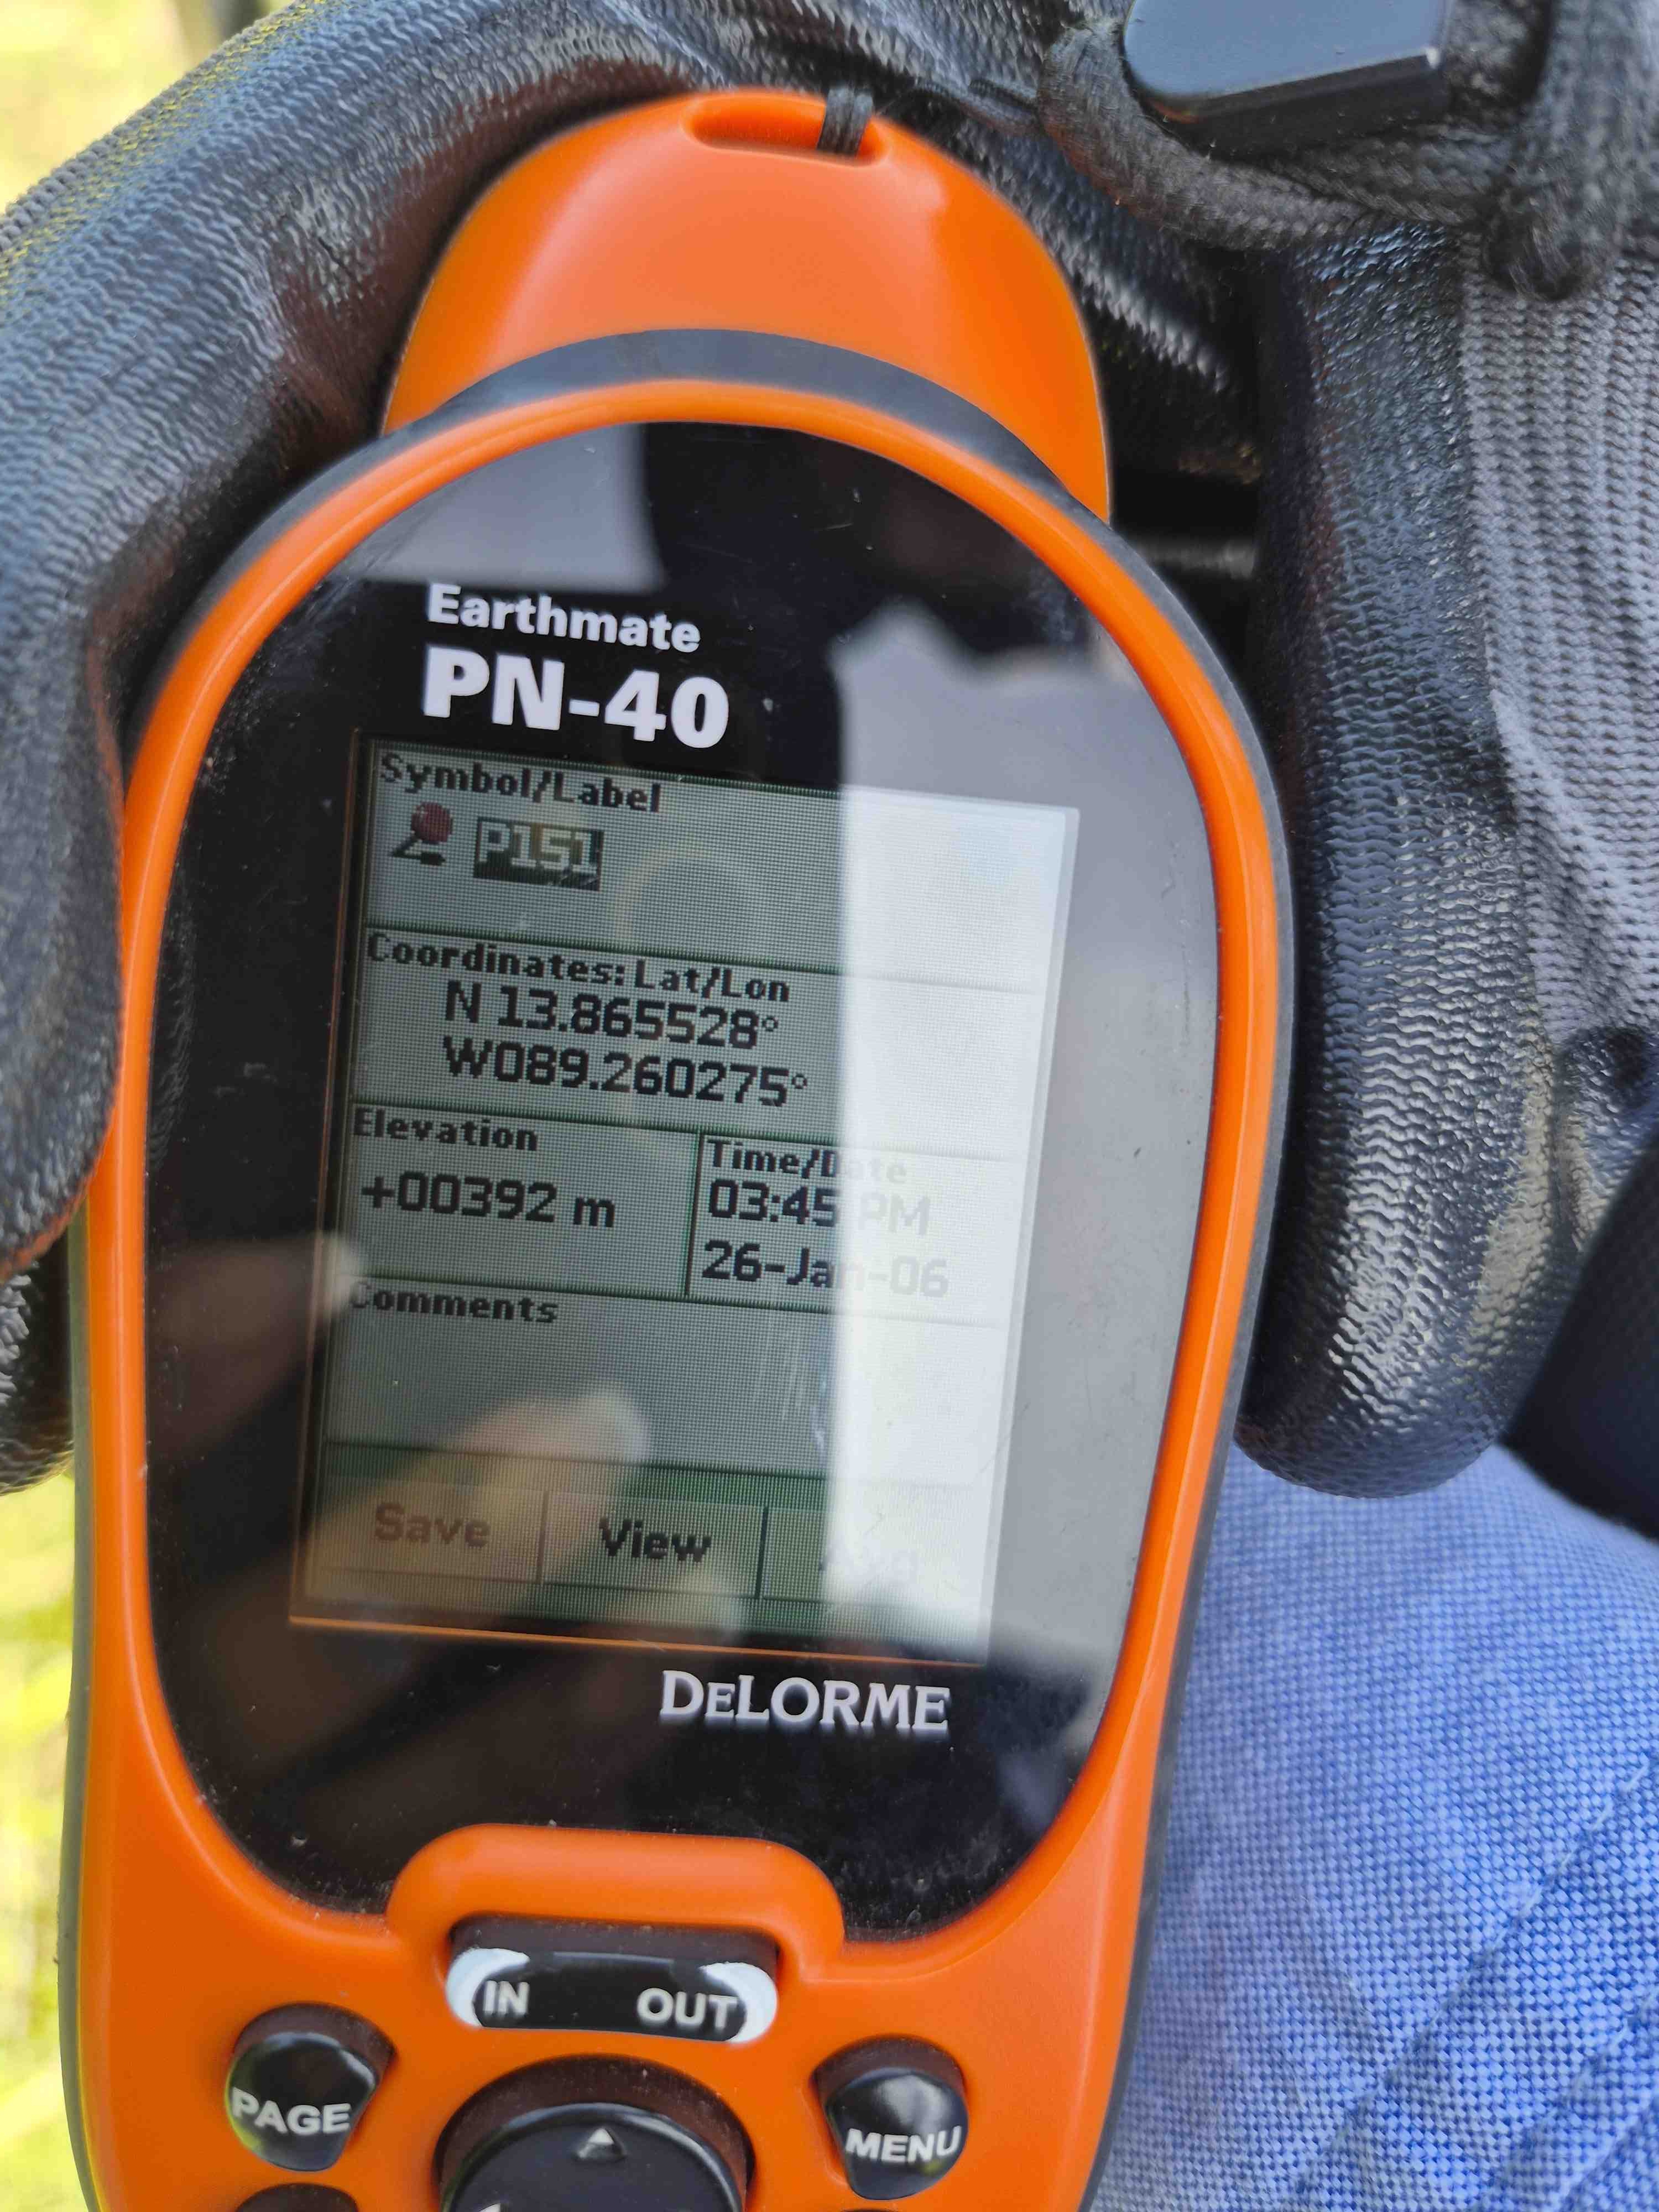 Earthmate
PN-40
Symbol/Label
P151
Coordinates: Lat/Lon
N 13.865528°
W089.260275°
Elevation
+00392 m
Time/Date
03:45 PM
26-Jan-06
Comments
Save View Avg
DELORME
IN OUT
PAGE
MENU